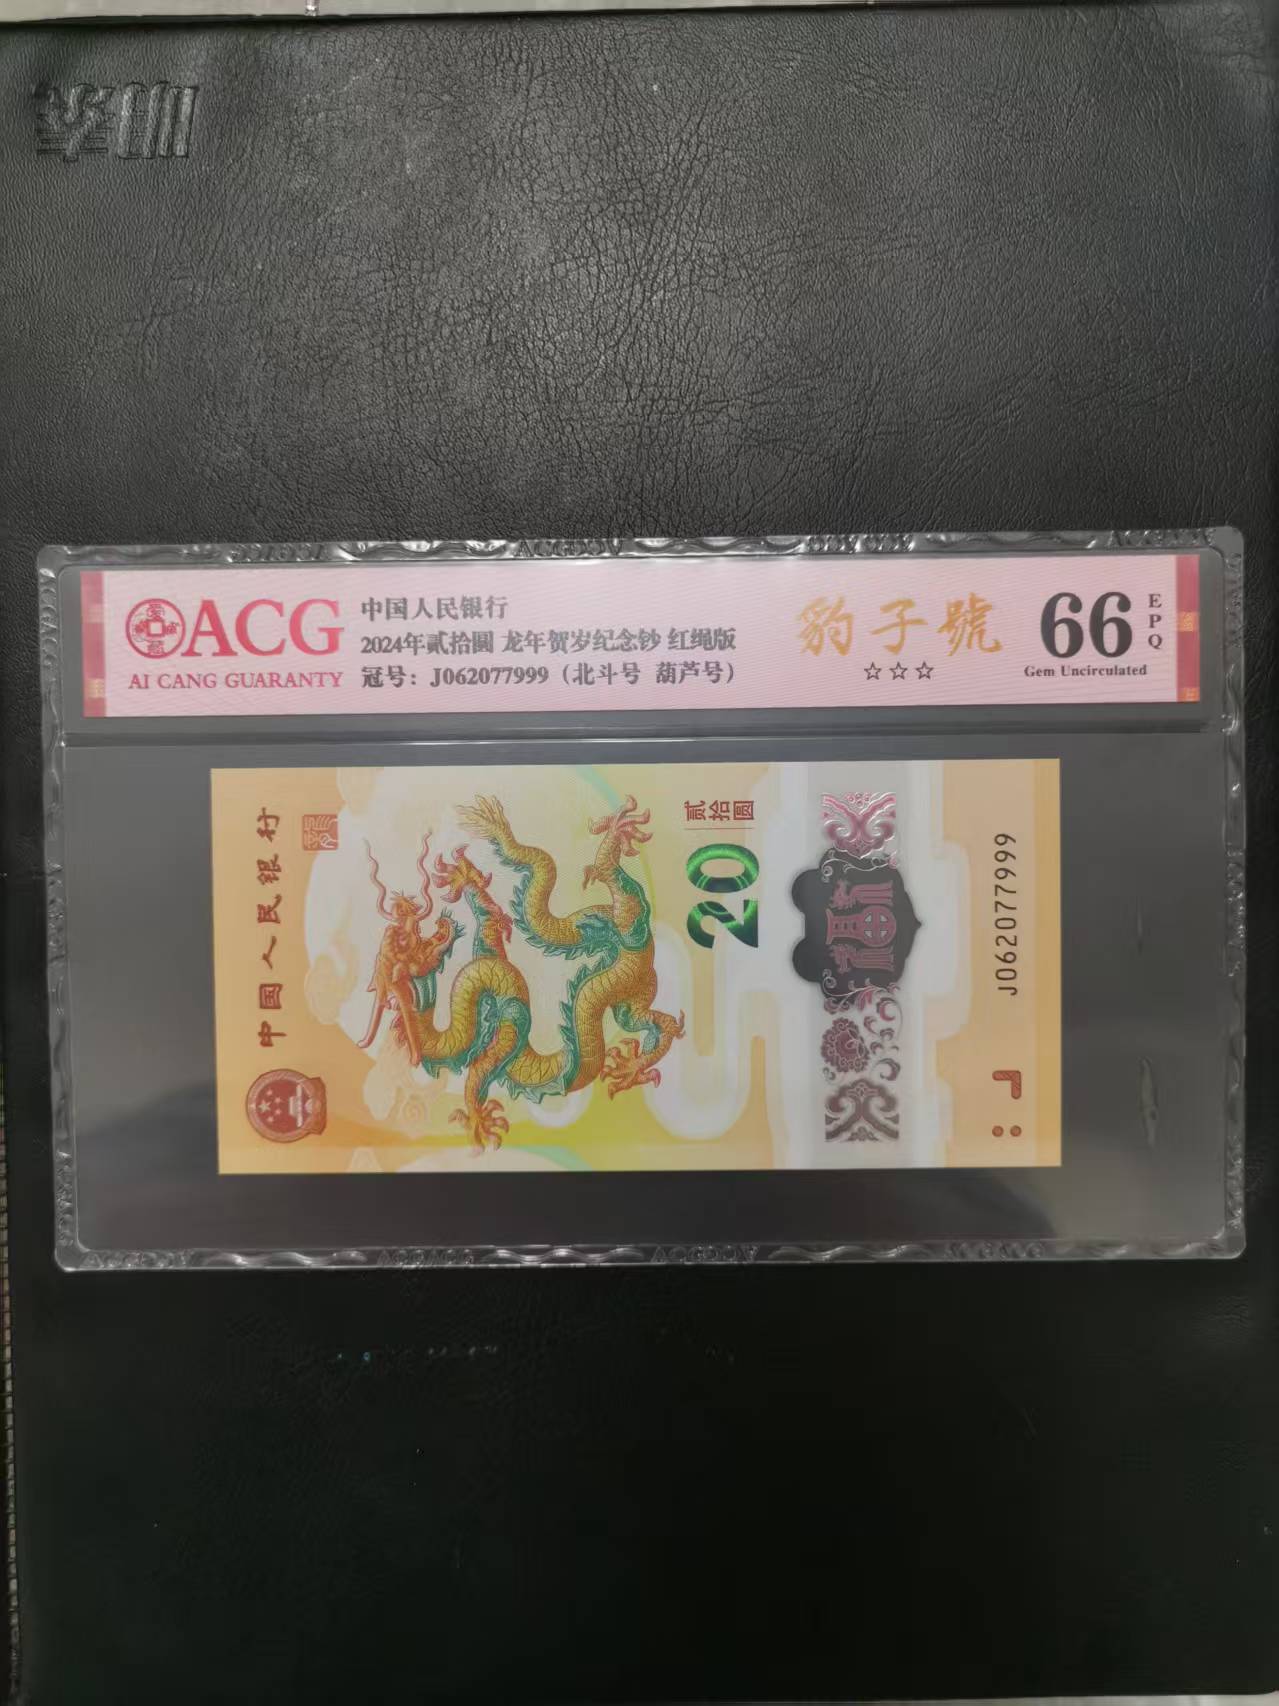 ACG
AI CANG GUARANTY
中国人民银行
2024年贰拾圆 龙年贺岁纪念钞 红绳版
冠号：J062077999（北斗号 葫芦号）
豹子號
☆☆☆
66
EPQ
Gem Uncirculated
中国人民银行
贰拾圆
20
J062077999